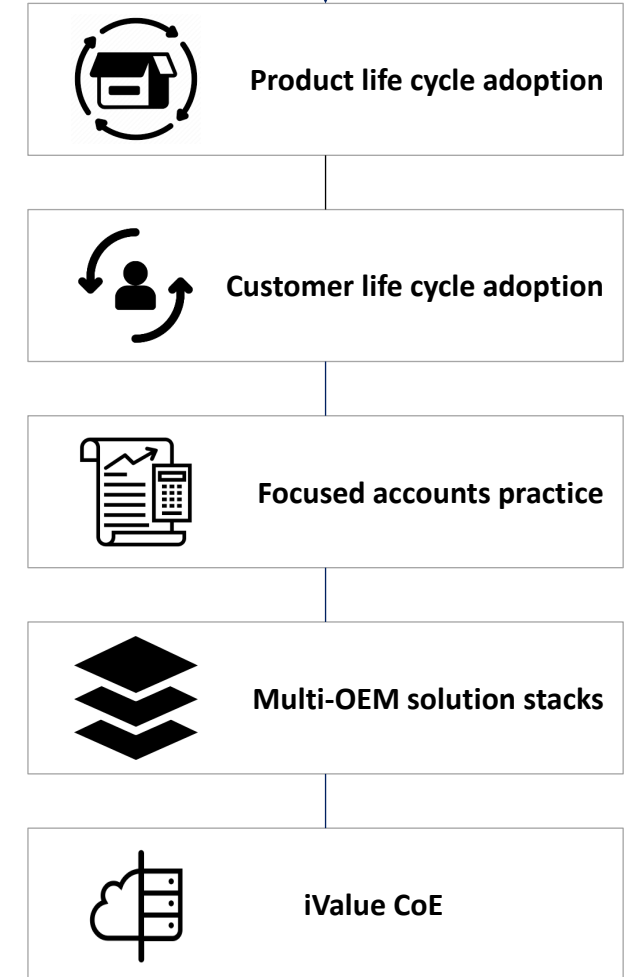 Product life cycle adoption
Customer life cycle adoption
Focused accounts practice
Multi-OEM solution stacks
iValue CoE